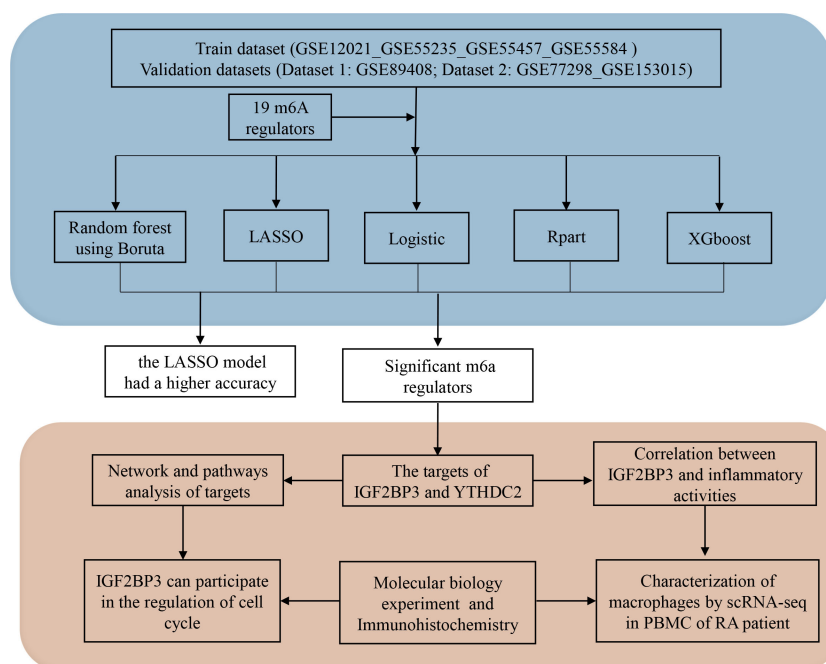 Train dataset (GSE12021_GSE55235_GSE55457_GSE55584 )
Validation datasets (Dataset 1: GSE89408; Dataset 2: GSE77298_GSE153015)
19 m6A
regulators
Random forest
using Boruta
LASSO
Logistic
Rpart
XGboost
the LASSO model
had a higher accuracy
Significant m6a
regulators
Network and pathways
analysis of targets
The targets of
IGF2BP3 and YTHDC2
Correlation between
IGF2BP3 and inflammatory
activities
IGF2BP3 can participate
in the regulation of cell
cycle
Molecular biology
experiment and
Immunohistochemistry
Characterization of
macrophages by scRNA-seq
in PBMC of RA patient